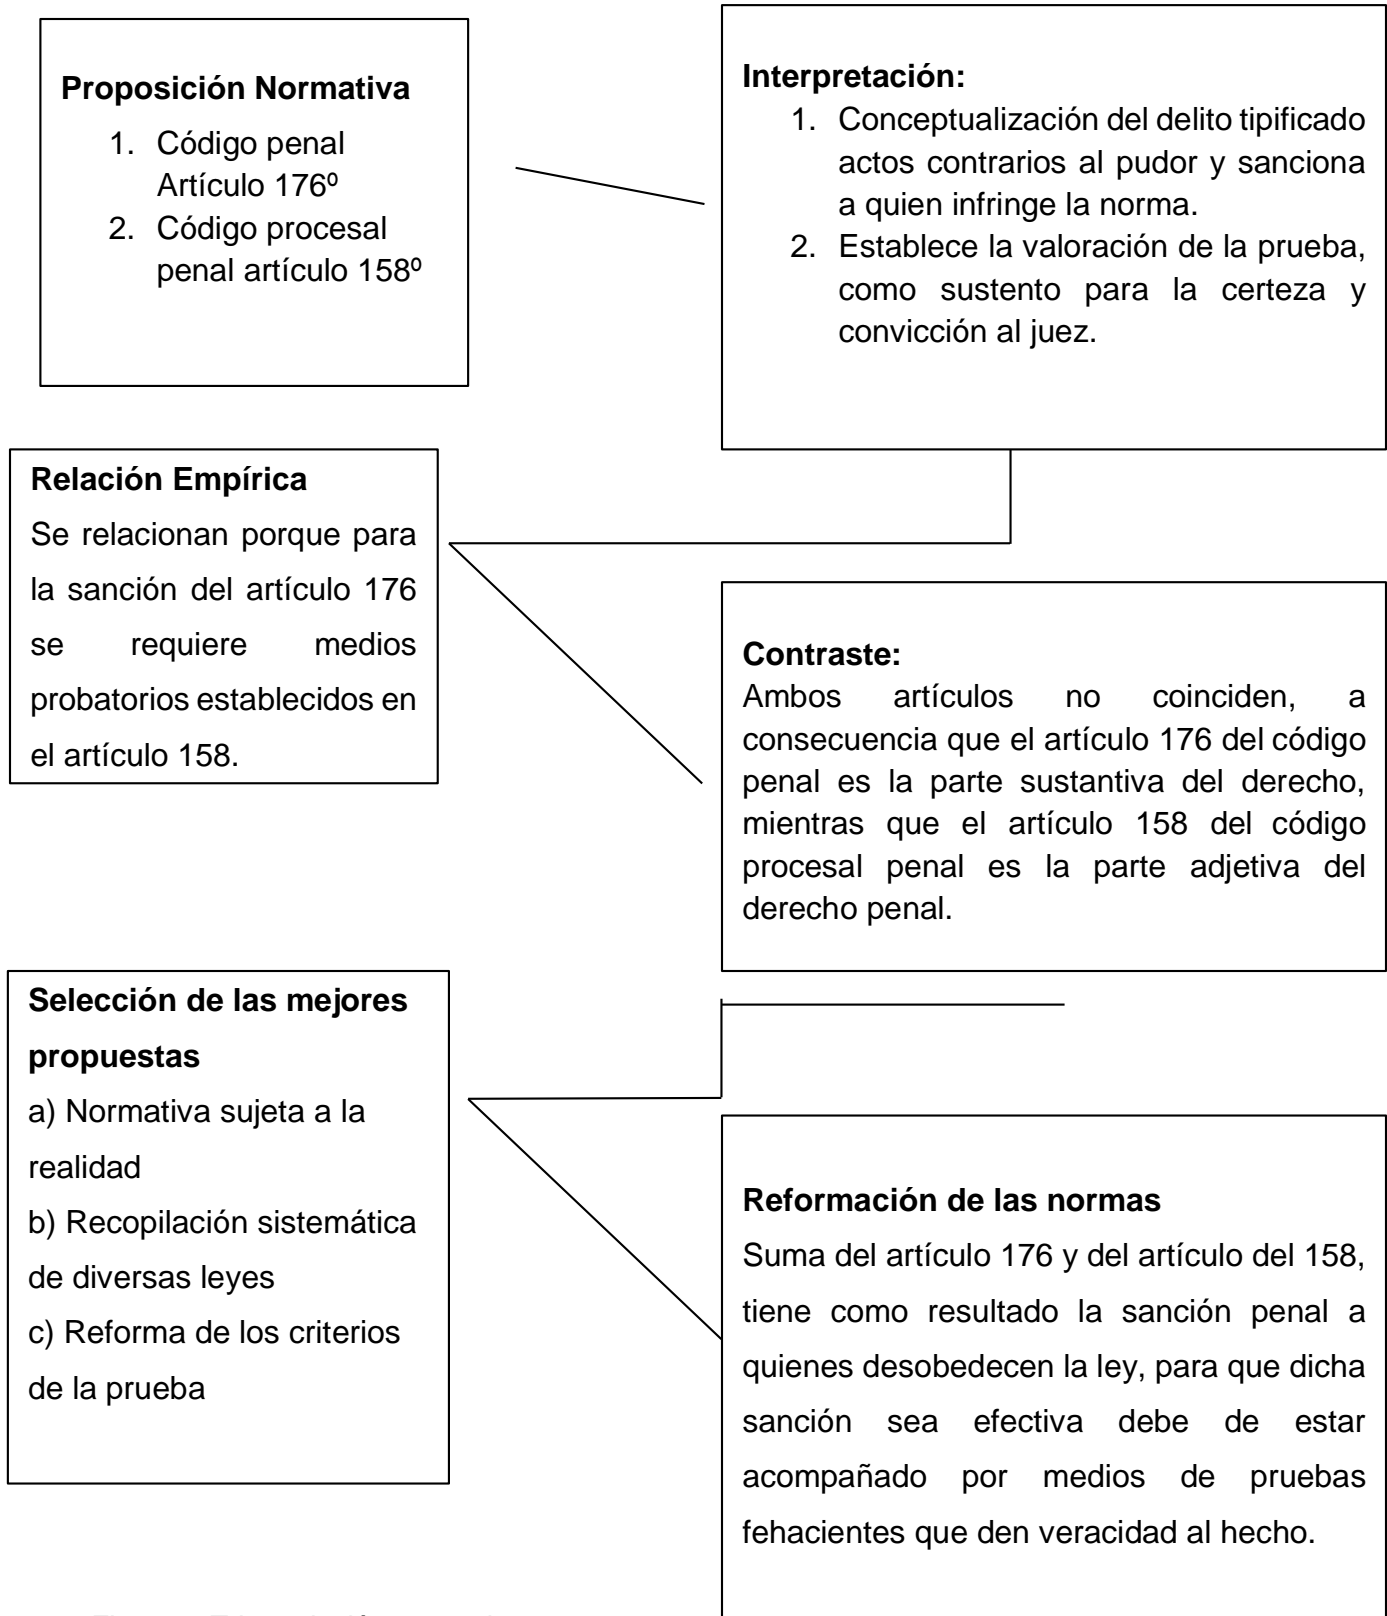 Proposición Normativa
1. Código penal
Artículo 176º
2. Código procesal
penal artículo 158º
Interpretación:
1. Conceptualización del delito tipificado
actos contrarios al pudor y sanciona
a quien infringe la norma.
2. Establece la valoración de la prueba,
como sustento para la certeza y
convicción al juez.
Relación Empírica
Se relacionan porque para
la sanción del artículo 176
se requiere medios
probatorios establecidos en
el artículo 158.
Contraste:
Ambos artículos no coinciden, a
consecuencia que el artículo 176 del código
penal es la parte sustantiva del derecho,
mientras que el artículo 158 del código
procesal penal es la parte adjetiva del
derecho penal.
Selección de las mejores
propuestas
a) Normativa sujeta a la
realidad
b) Recopilación sistemática
de diversas leyes
c) Reforma de los criterios
de la prueba
Reformación de las normas
Suma del artículo 176 y del artículo del 158,
tiene como resultado la sanción penal a
quienes desobedecen la ley, para que dicha
sanción sea efectiva debe de estar
acompañado por medios de pruebas
fehacientes que den veracidad al hecho.